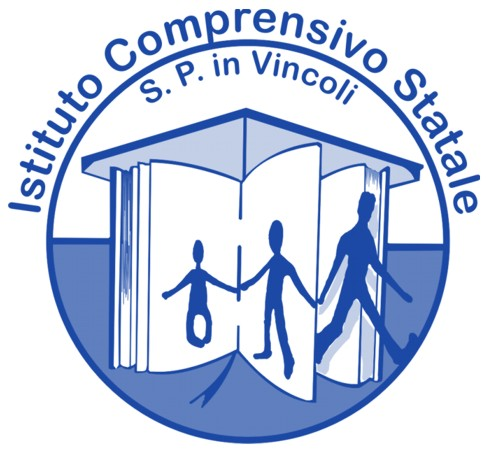 Istituto Comprensivo Statale
S. P. in Vincoli